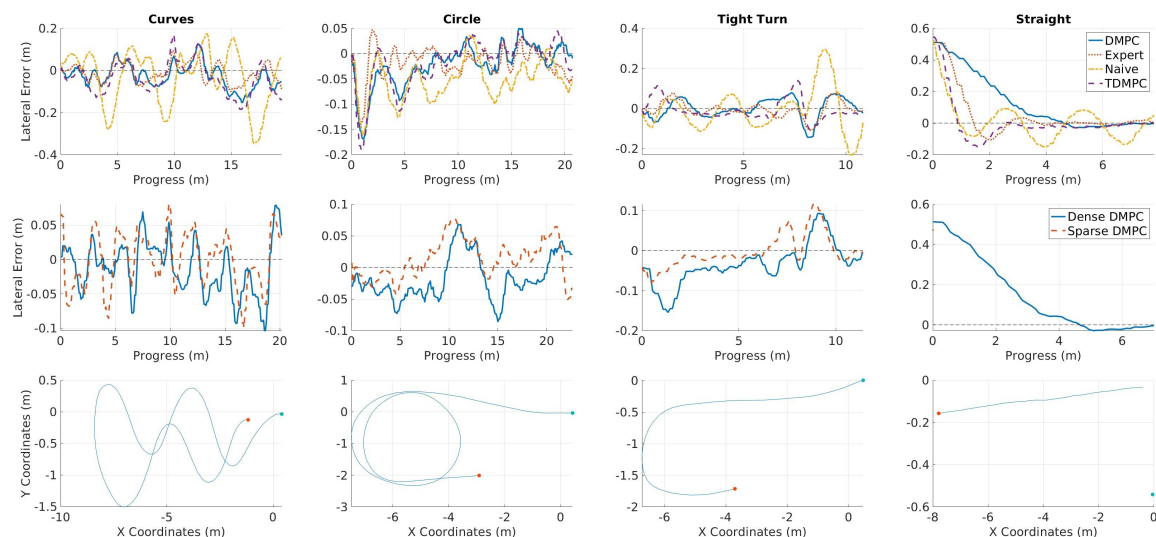 Curves
Circle
Tight Turn
Straight
Lateral Error (m)
0.4
0.2
0
-0.2
-0.4
0 5 10 15
Progress (m)
0.05
0
-0.05
-0.1
-0.15
-0.2
0 5 10 15 20
Progress (m)
0.4
0.2
0
-0.2
0 5 10
Progress (m)
0.6
0.4
0.2
0
-0.2
0 2 4 6
Progress (m)
DMPC
Expert
Naive
TDMPC
Lateral Error (m)
0.05
0
-0.05
-0.1
0 5 10 15 20
Progress (m)
0.1
0.05
0
-0.05
-0.1
0 5 10 15 20
Progress (m)
0.1
0
-0.1
-0.2
5 10
Progress (m)
0.6
0.4
0.2
0
0 2 4 6
Progress (m)
Dense DMPC
Sparse DMPC
Y Coordinates (m)
0.5
0
-0.5
-1
-1.5
-10 -5 0
X Coordinates (m)
1
0
-1
-2
-3
-6 -4 -2 0
X Coordinates (m)
0
-0.5
-1
-1.5
-2
-6 -4 -2 0
X Coordinates (m)
0
-0.2
-0.4
-0.6
-8 -6 -4 -2 0
X Coordinates (m)